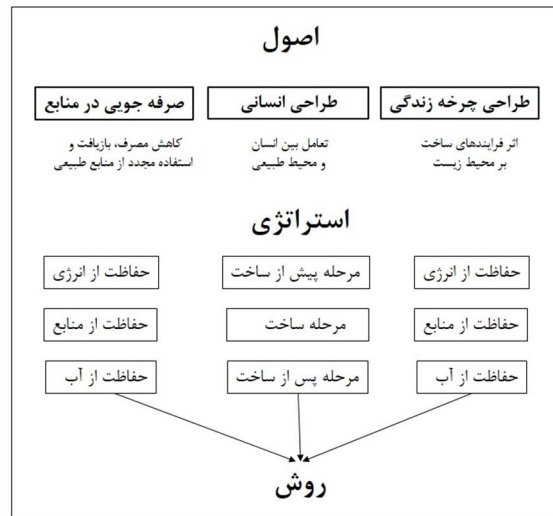 اصول
طراحی چرخه زندگی
طراحی انسانی
صرفه جویی در منابع
اثر فرایندهای ساخت
بر محیط زیست
تعامل بین انسان
و محیط طبیعی
کاهش مصرف، بازیافت و
استفاده مجدد از منابع طبیعی
استراتژی
حفاظت از انرژی
مرحله پیش از ساخت
حفاظت از انرژی
حفاظت از منابع
مرحله ساخت
حفاظت از منابع
حفاظت از آب
مرحله پس از ساخت
حفاظت از آب
روش